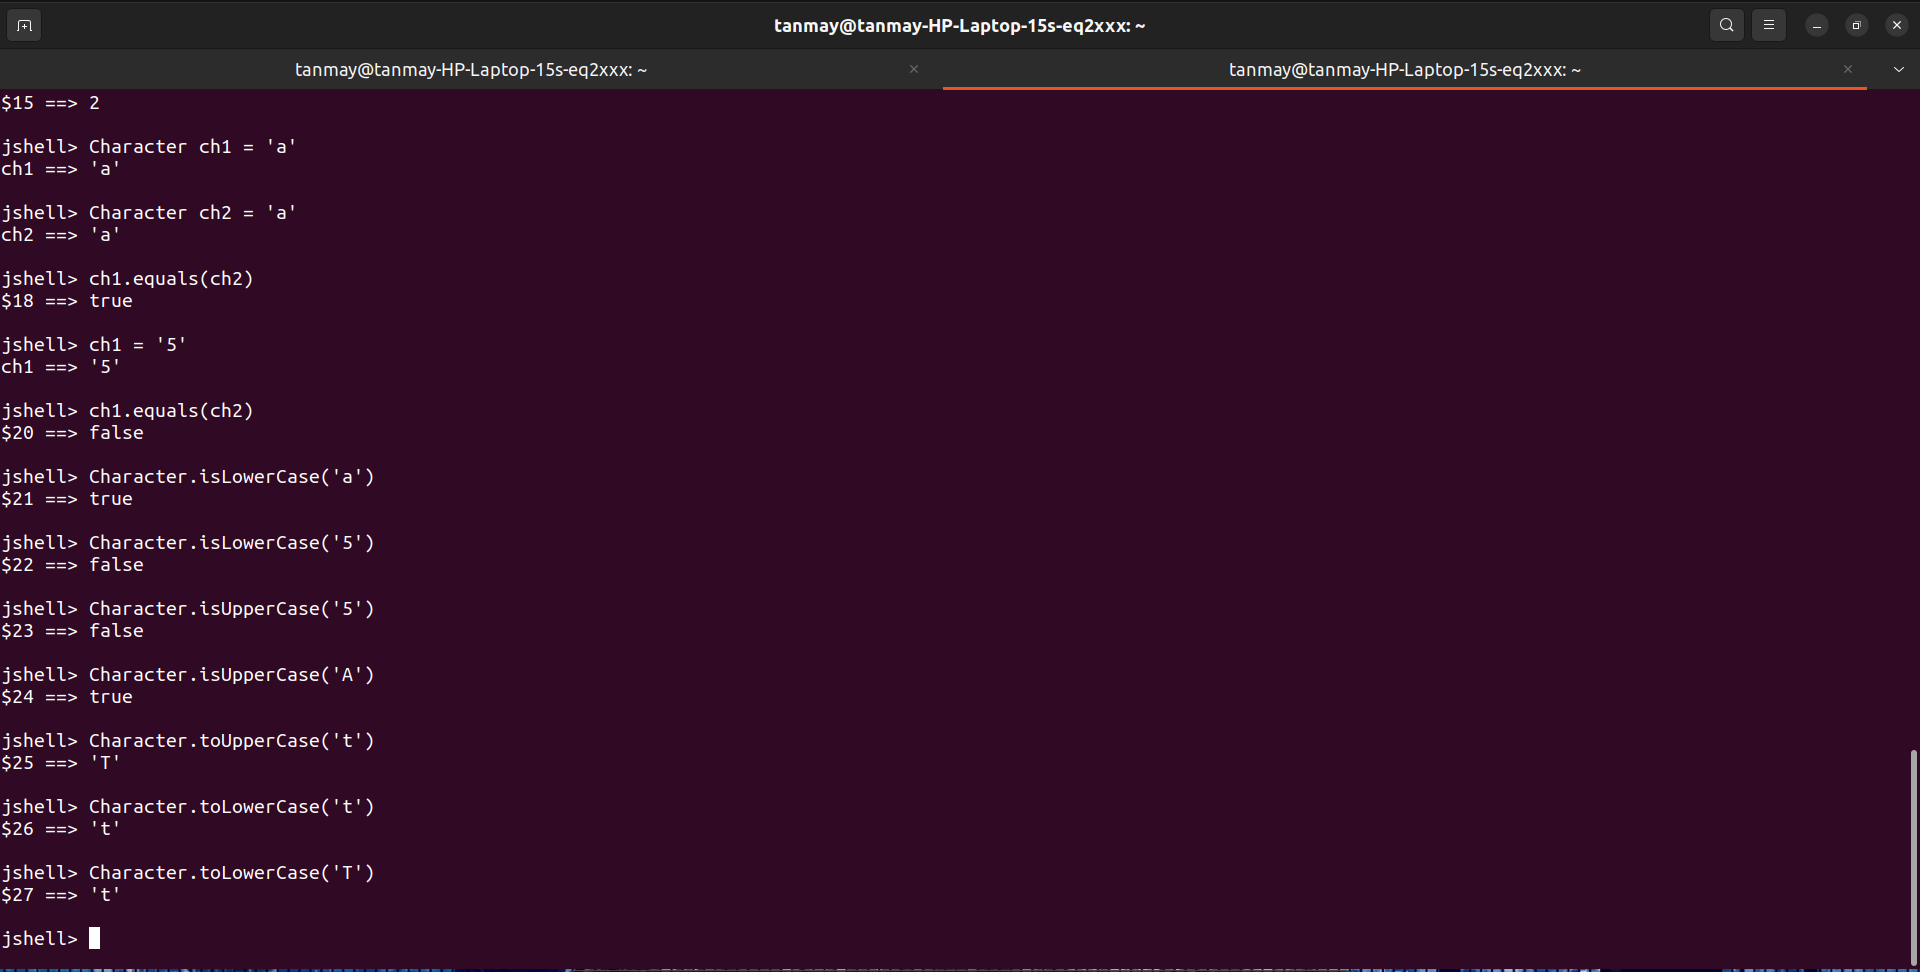 tanmay@tanmay-HP-Laptop-15s-eq2xxx: ~
tanmay@tanmay-HP-Laptop-15s-eq2xxx: ~
tanmay@tanmay-HP-Laptop-15s-eq2xxx: ~
$15 ==> 2
jshell> Character ch1 = 'a'
ch1 ==> 'a'
jshell> Character ch2 = 'a'
ch2 ==> 'a'
jshell> ch1.equals(ch2)
$18 ==> true
jshell> ch1 = '5'
ch1 ==> '5'
jshell> ch1.equals(ch2)
$20 ==> false
jshell> Character.isLowerCase('a')
$21 ==> true
jshell> Character.isLowerCase('5')
$22 ==> false
jshell> Character.isUpperCase('5')
$23 ==> false
jshell> Character.isUpperCase('A')
$24 ==> true
jshell> Character.toUpperCase('t')
$25 ==> 'T'
jshell> Character.toLowerCase('t')
$26 ==> 't'
jshell> Character.toLowerCase('T')
$27 ==> 't'
jshell>